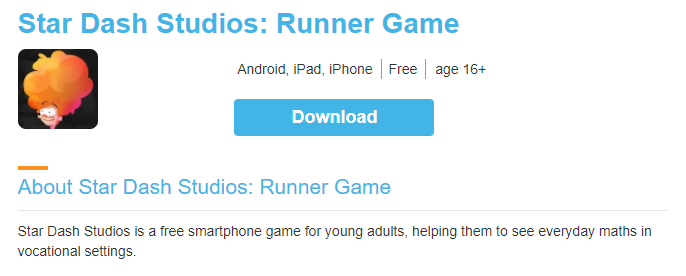 Star Dash Studios: Runner Game
Android, iPad, iPhone Free age 16+
Download
About Star Dash Studios: Runner Game
Star Dash Studios is a free smartphone game for young adults, helping them to see everyday maths in
vocational settings.